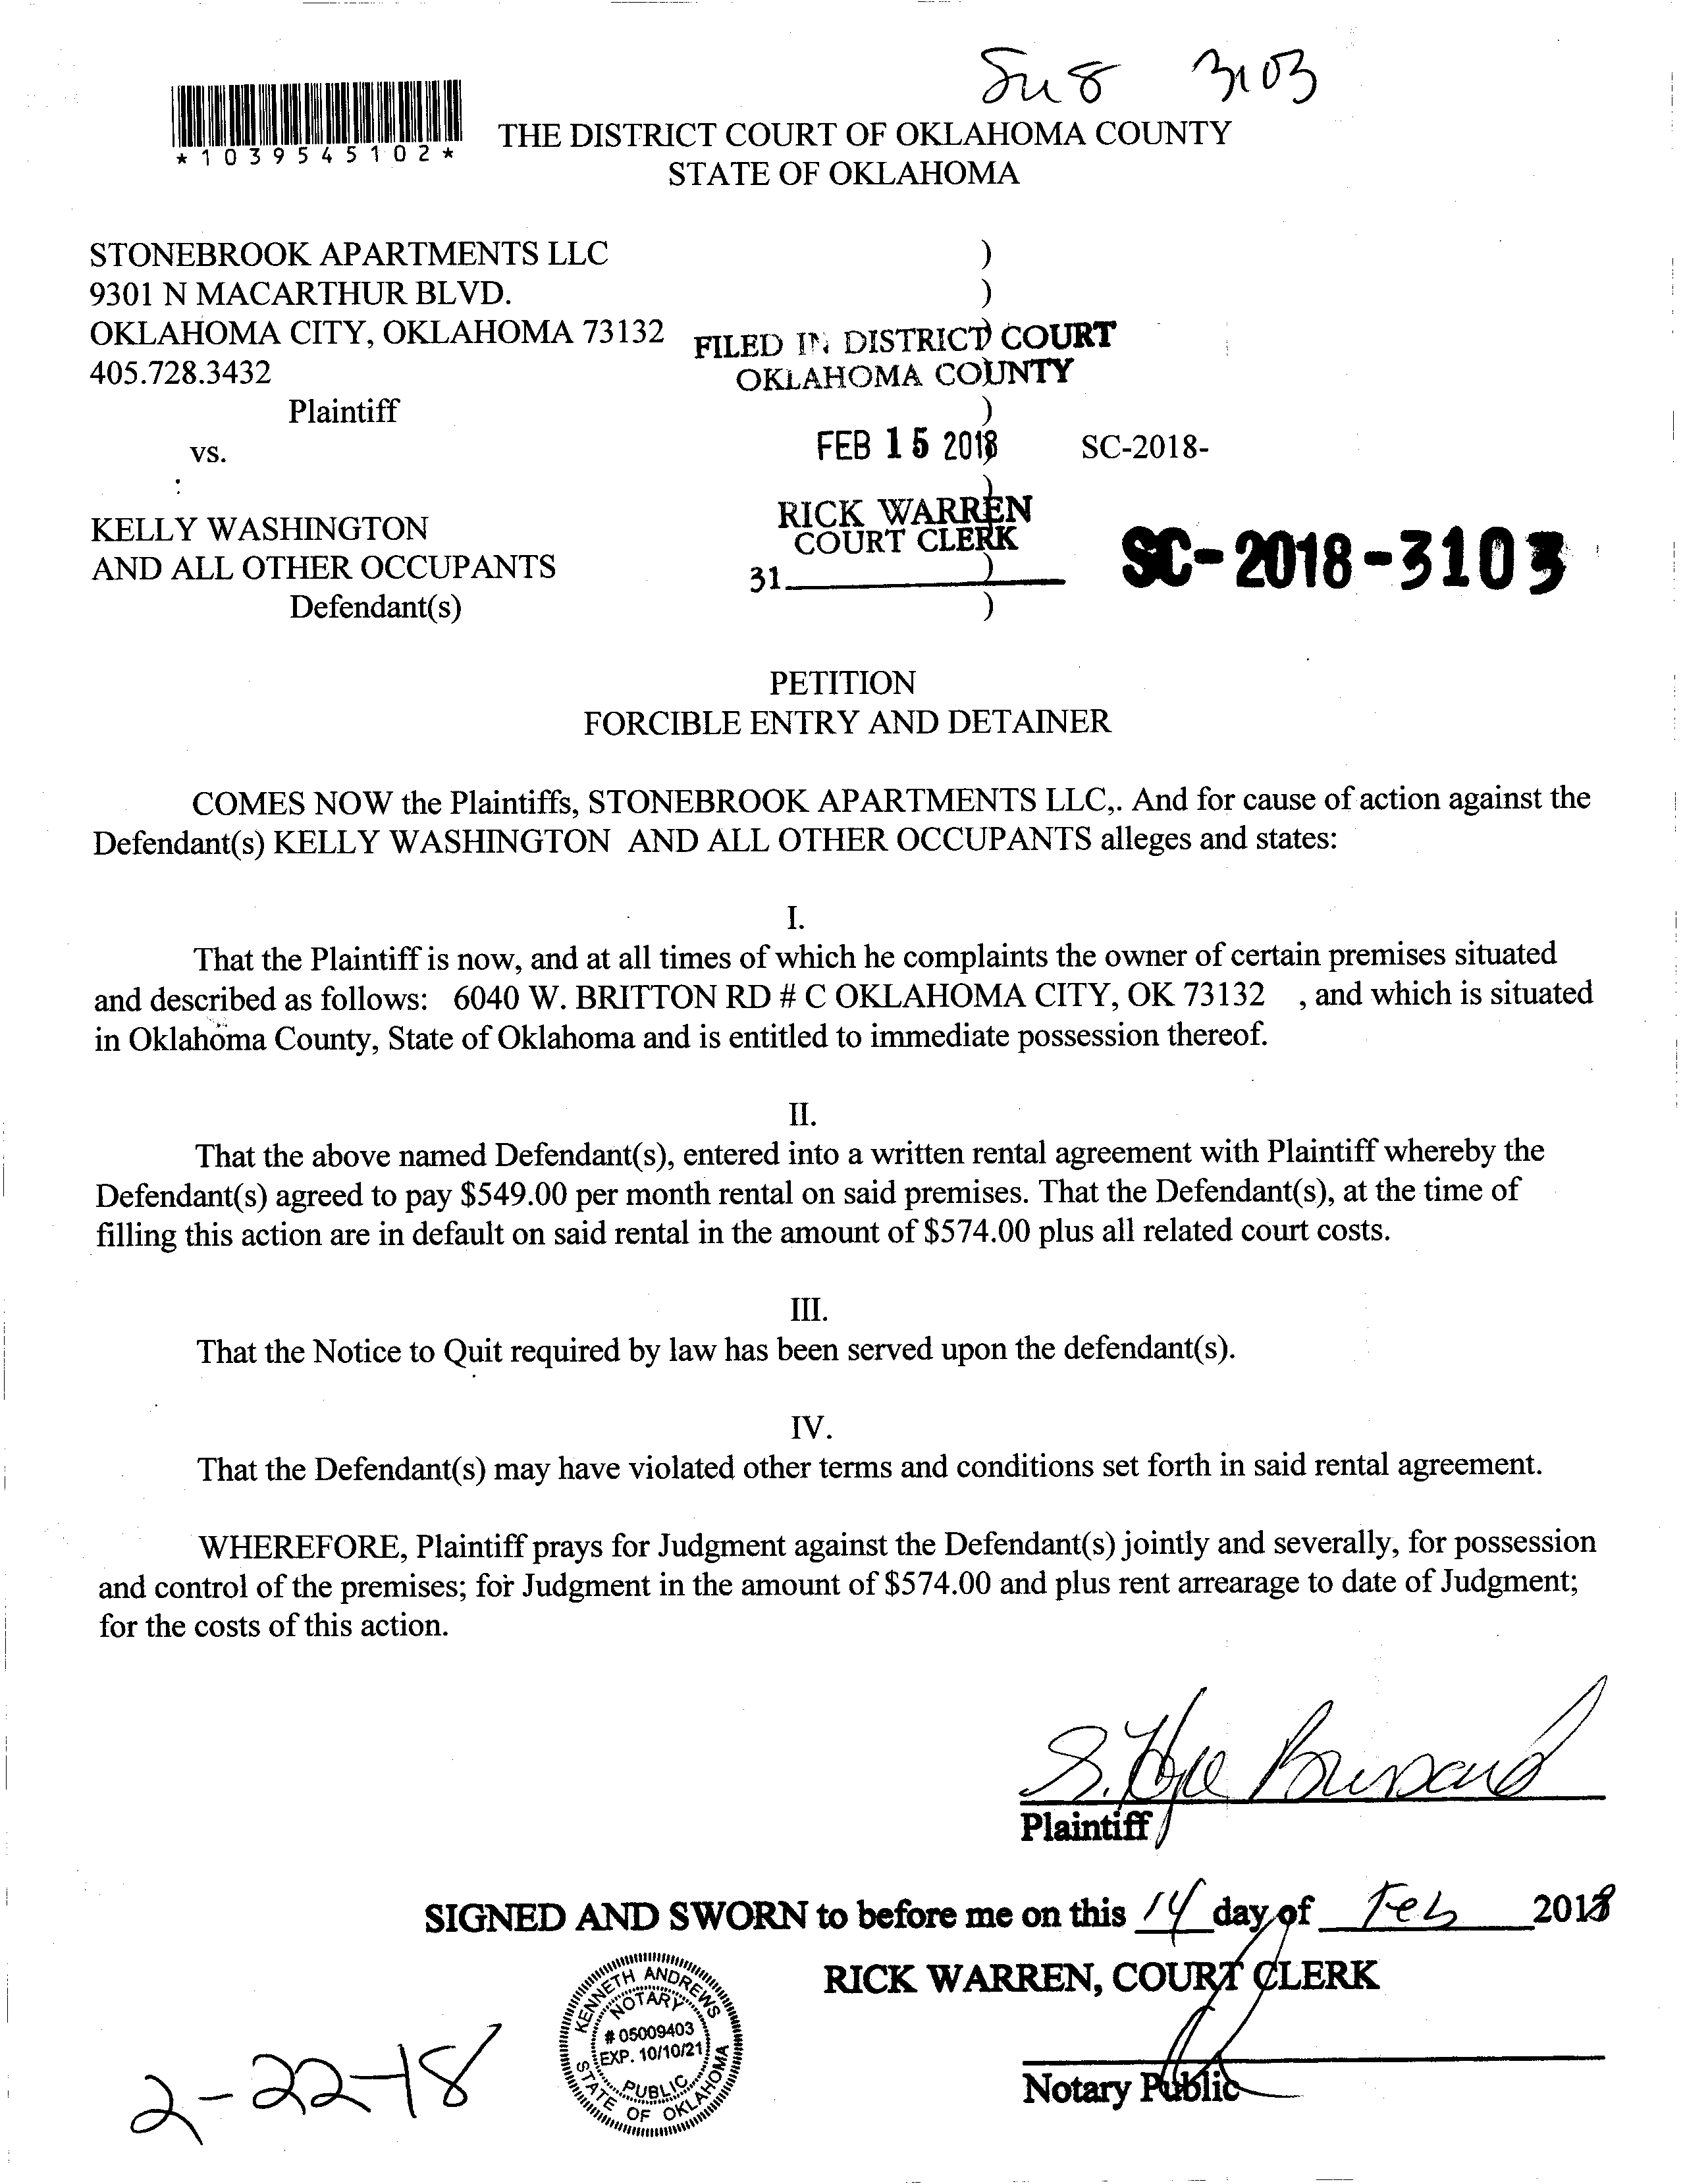 3103
*1039545102*
THE DISTRICT COURT OF OKLAHOMA COUNTY
STATE OF OKLAHOMA
STONEBROOK APARTMENTS LLC )
9301 N MACARTHUR BLVD. )
OKLAHOMA CITY, OKLAHOMA 73132 )
405.728.3432 )
FILED IN DISTRICT COURT
OKLAHOMA COUNTY
Plaintiff )
vs. FEB 15 2018 ) SC-2018-
: )
KELLY WASHINGTON
AND ALL OTHER OCCUPANTS )
Defendant(s) )
RICK WARREN
COURT CLERK
31
SC-2018-3103
PETITION
FORCIBLE ENTRY AND DETAINER
COMES NOW the Plaintiffs, STONEBROOK APARTMENTS LLC,. And for cause of action against the
Defendant(s) KELLY WASHINGTON AND ALL OTHER OCCUPANTS alleges and states:
I.
That the Plaintiff is now, and at all times of which he complaints the owner of certain premises situated
and described as follows: 6040 W. BRITTON RD # C OKLAHOMA CITY, OK 73132 , and which is situated
in Oklahoma County, State of Oklahoma and is entitled to immediate possession thereof.
II.
That the above named Defendant(s), entered into a written rental agreement with Plaintiff whereby the
Defendant(s) agreed to pay $549.00 per month rental on said premises. That the Defendant(s), at the time of
filling this action are in default on said rental in the amount of $574.00 plus all related court costs.
III.
That the Notice to Quit required by law has been served upon the defendant(s).
IV.
That the Defendant(s) may have violated other terms and conditions set forth in said rental agreement.
WHEREFORE, Plaintiff prays for Judgment against the Defendant(s) jointly and severally, for possession
and control of the premises; for Judgment in the amount of $574.00 and plus rent arrearage to date of Judgment;
for the costs of this action.
Plaintiff
SIGNED AND SWORN to before me on this 14 day of Feb 2018
RICK WARREN, COURT CLERK
KENNETH ANDREWS
NOTARY
# 05009403
EXP. 10/10/21
PUBLIC
STATE OF OKLAHOMA
Notary Public
2-22-18